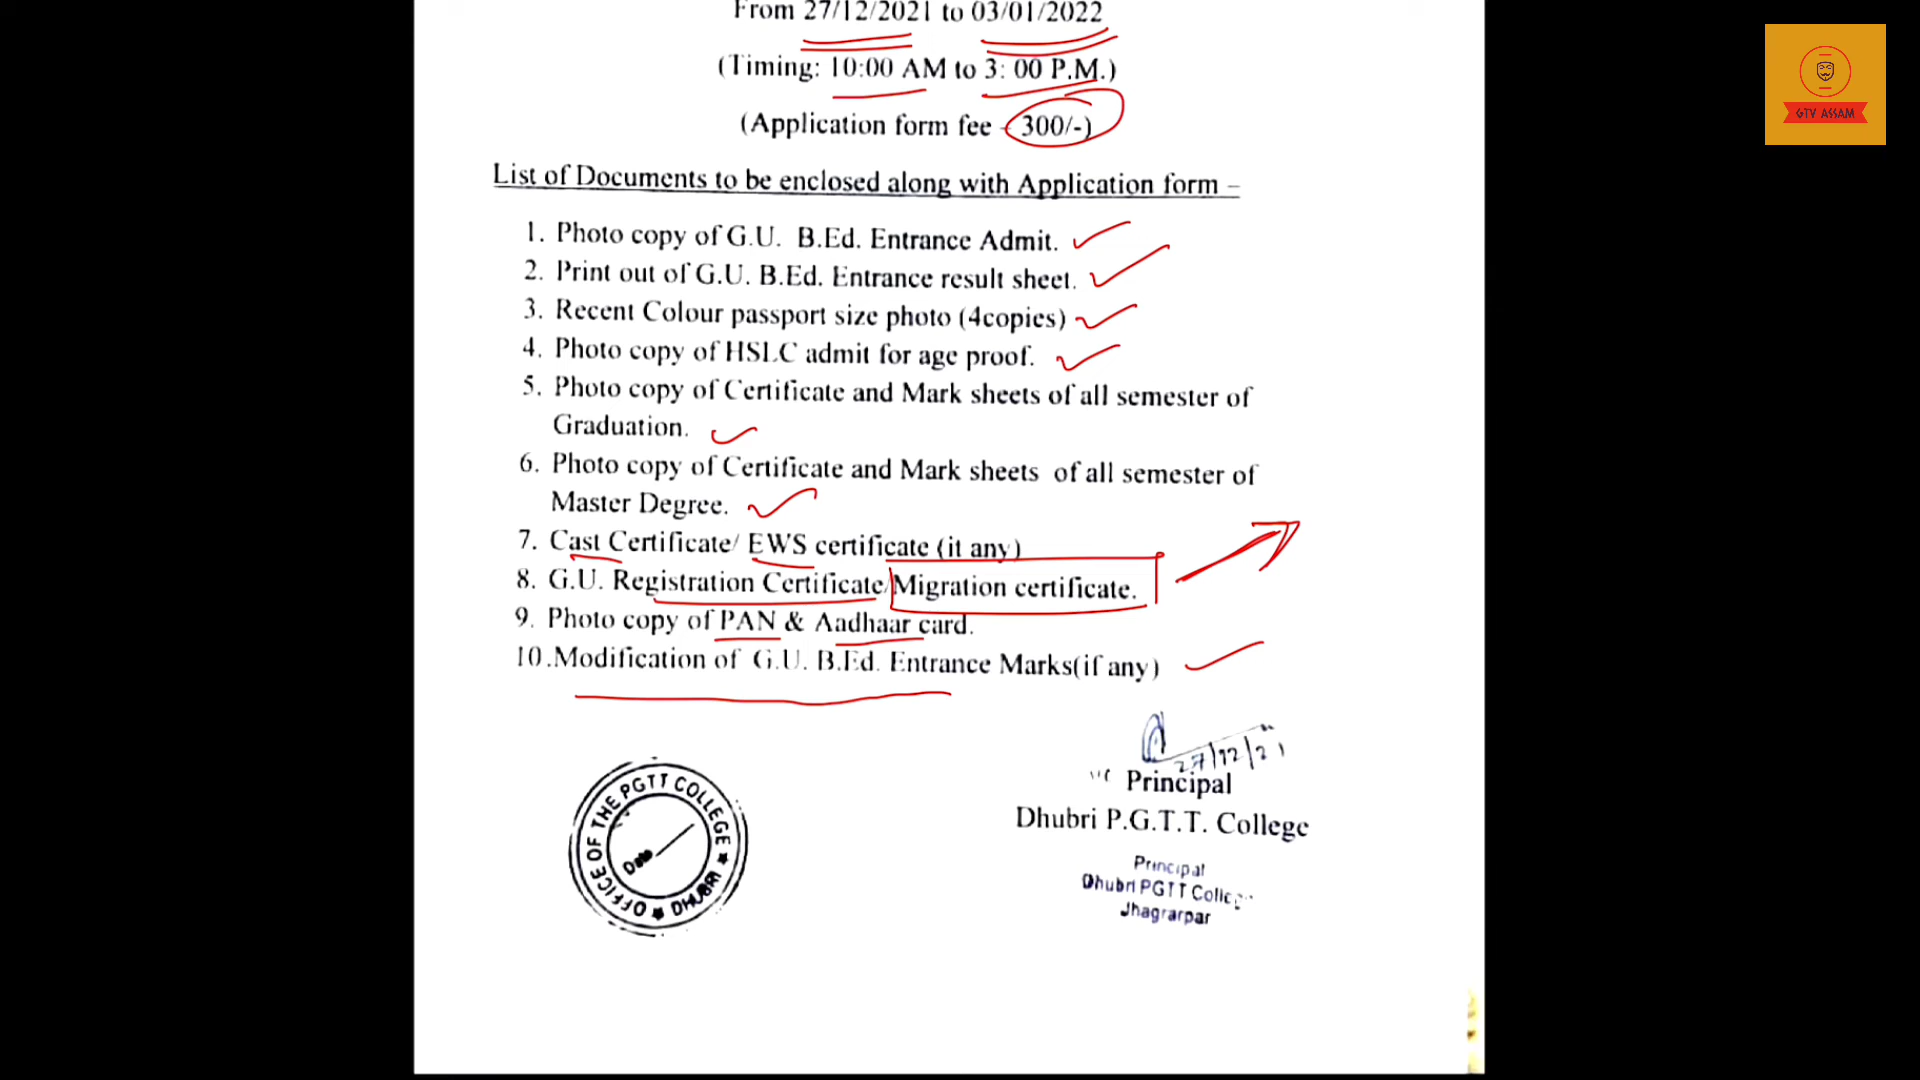 From 27/12/2021 to 03/01/2022
(Timing: 10:00 AM to 3: 00 P.M.)
(Application form fee - 300/-)
GTV ASSAM
List of Documents to be enclosed along with Application form –
1. Photo copy of G.U. B.Ed. Entrance Admit.
2. Print out of G.U. B.Ed. Entrance result sheet.
3. Recent Colour passport size photo (4copies)
4. Photo copy of HSLC admit for age proof.
5. Photo copy of Certificate and Mark sheets of all semester of
Graduation.
6. Photo copy of Certificate and Mark sheets of all semester of
Master Degree.
7. Cast Certificate/ EWS certificate (it any)
8. G.U. Registration Certificate/Migration certificate.
9. Photo copy of PAN & Aadhaar card.
10.Modification of G.U. B.Ed. Entrance Marks(if any)
27/12/21
Principal
Dhubri P.G.T.T. College
Principal
Dhubri PGTT College
Jhagrarpar
OFFICE OF THE PGTT COLLEGE ★ DHUBRI ★
Date